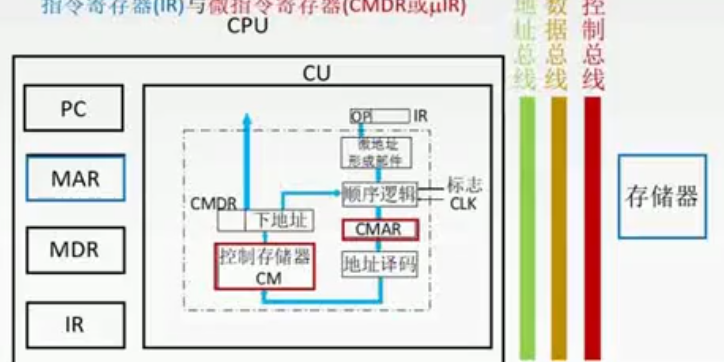 指令寄存器(IR)与微指令寄存器(CMDR或μIR)
CPU
地址总线
数据总线
控制总线
CU
PC
MAR
MDR
IR
OP
IR
微地址
形成部件
CMDR
下地址
顺序逻辑
标志
CLK
CMAR
控制存储器
CM
地址译码
存储器